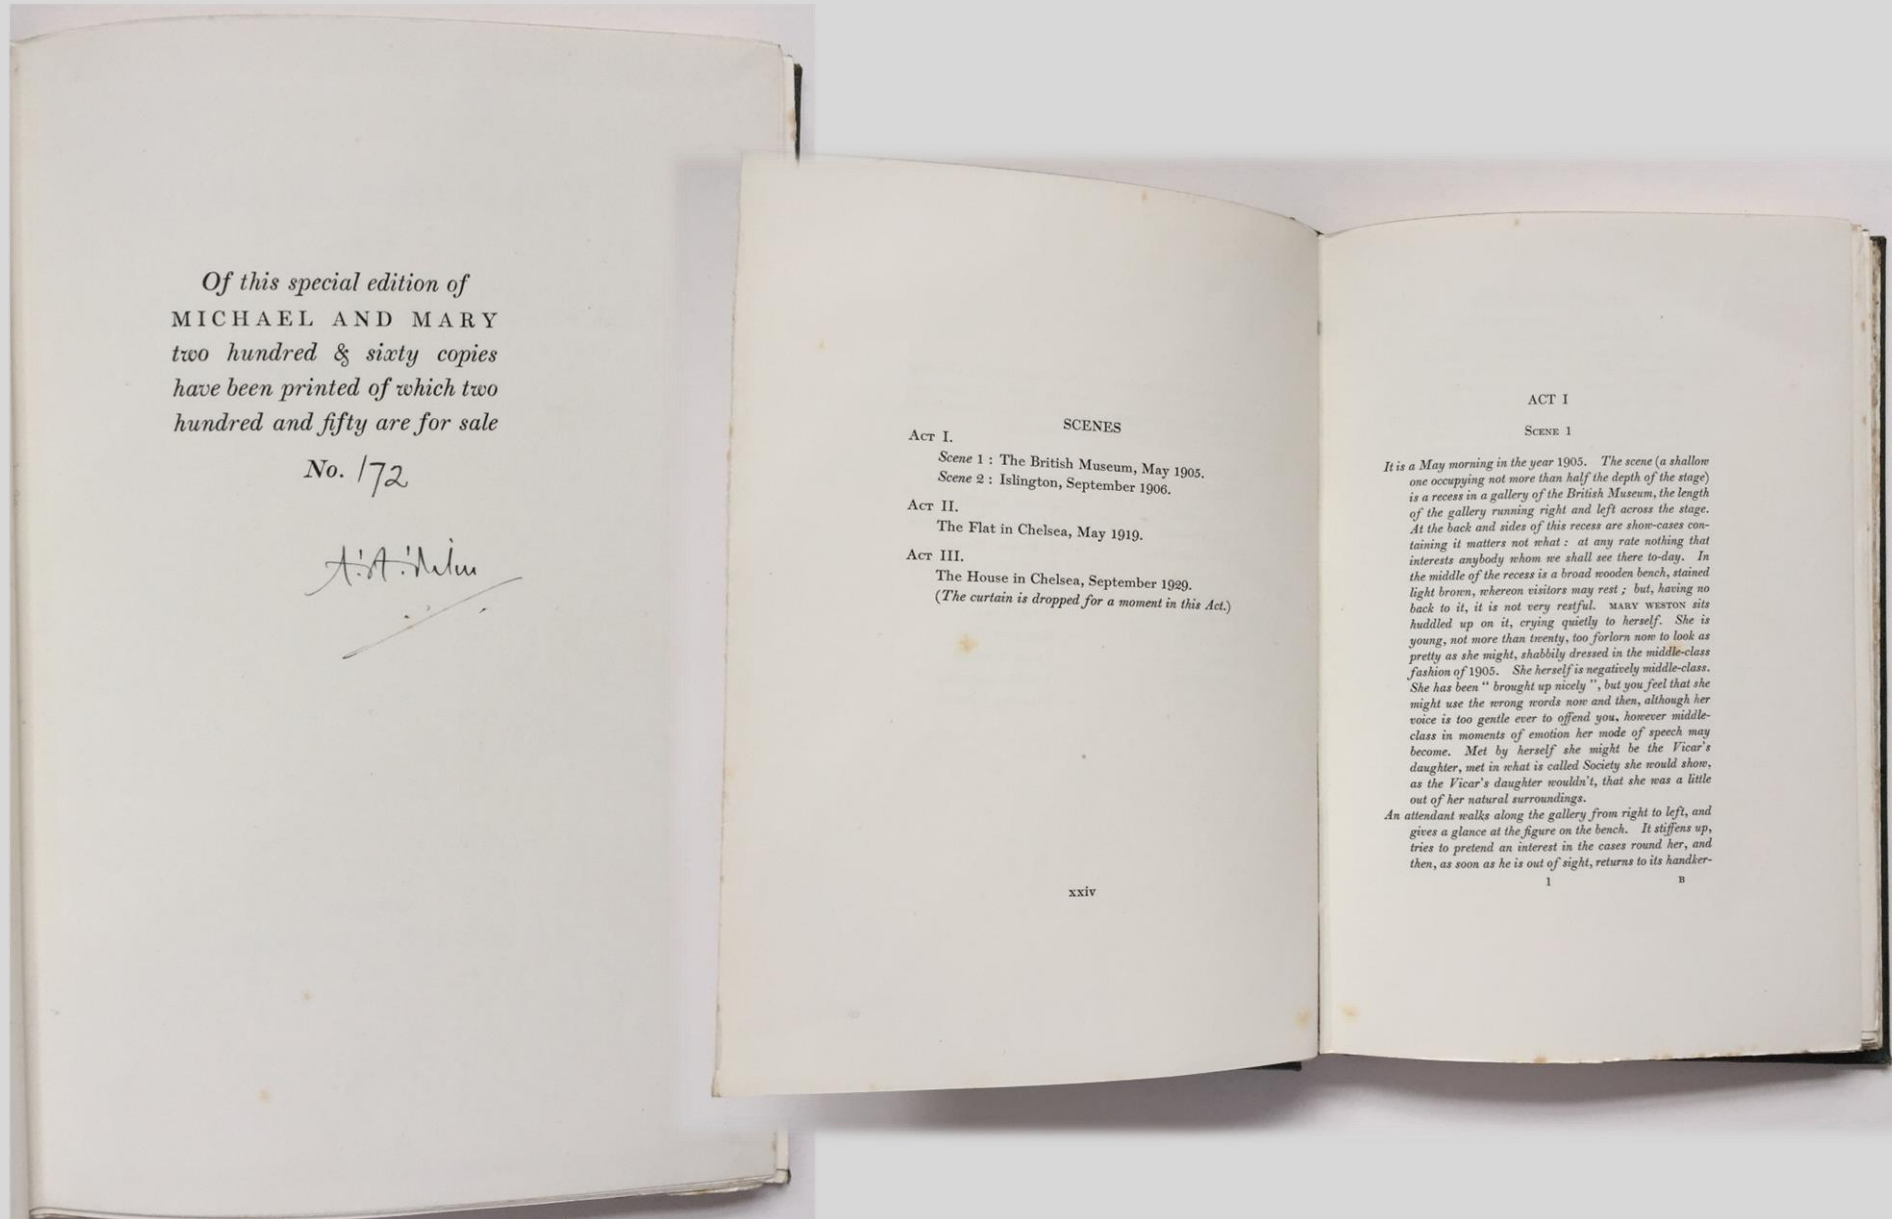 Of this special edition of
MICHAEL AND MARY
two hundred & sixty copies
have been printed of which two
hundred and fifty are for sale
No. 172
A. A. Milne
SCENES
Act I.
Scene 1 : The British Museum, May 1905.
Scene 2 : Islington, September 1906.
Act II.
The Flat in Chelsea, May 1919.
Act III.
The House in Chelsea, September 1929.
(The curtain is dropped for a moment in this Act.)
xxiv
ACT I
Scene 1
It is a May morning in the year 1905. The scene (a shallow
one occupying not more than half the depth of the stage)
is a recess in a gallery of the British Museum, the length
of the gallery running right and left across the stage.
At the back and sides of this recess are show-cases con-
taining it matters not what : at any rate nothing that
interests anybody whom we shall see there to-day. In
the middle of the recess is a broad wooden bench, stained
light brown, whereon visitors may rest ; but, having no
back to it, it is not very restful. MARY WESTON sits
huddled up on it, crying quietly to herself. She is
young, not more than twenty, too forlorn now to look as
pretty as she might, shabbily dressed in the middle-class
fashion of 1905. She herself is negatively middle-class.
She has been " brought up nicely ", but you feel that she
might use the wrong words now and then, although her
voice is too gentle ever to offend you, however middle-
class in moments of emotion her mode of speech may
become. Met by herself she might be the Vicar's
daughter, met in what is called Society she would show,
as the Vicar's daughter wouldn't, that she was a little
out of her natural surroundings.
An attendant walks along the gallery from right to left, and
gives a glance at the figure on the bench. It stiffens up,
tries to pretend an interest in the cases round her, and
then, as soon as he is out of sight, returns to its handker-
1 B